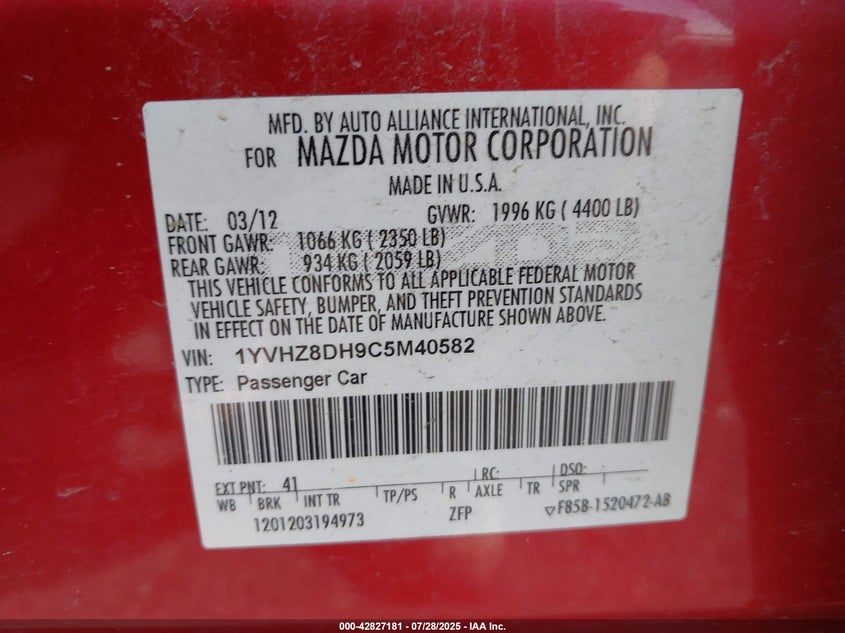 MFD. BY AUTO ALLIANCE INTERNATIONAL, INC.
FOR MAZDA MOTOR CORPORATION
MADE IN U.S.A.
DATE: 03/12 GVWR: 1996 KG ( 4400 LB)
FRONT GAWR: 1066 KG ( 2350 LB)
REAR GAWR: 934 KG ( 2059 LB)
THIS VEHICLE CONFORMS TO ALL APPLICABLE FEDERAL MOTOR
VEHICLE SAFETY, BUMPER, AND THEFT PREVENTION STANDARDS
IN EFFECT ON THE DATE OF MANUFACTURE SHOWN ABOVE.
VIN: 1YVHZ8DH9C5M40582
TYPE: Passenger Car
EXT PNT: 41 RC: DSO:
WB BRK INT TR TP/PS R AXLE TR SPR
1201203194973 ZFP F85B-1520472-AB
000-42827181 | 07/28/2025 - IAA Inc.